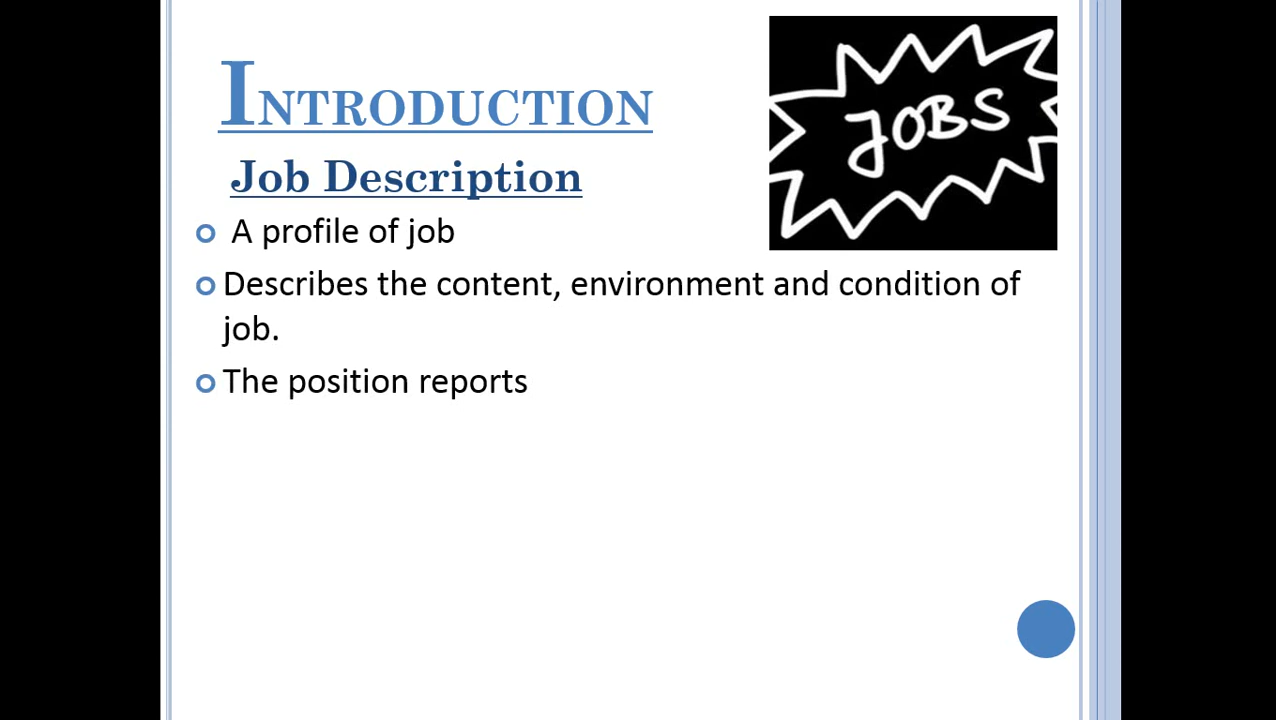 INTRODUCTION
JOBS
Job Description
A profile of job
Describes the content, environment and condition of
job.
The position reports